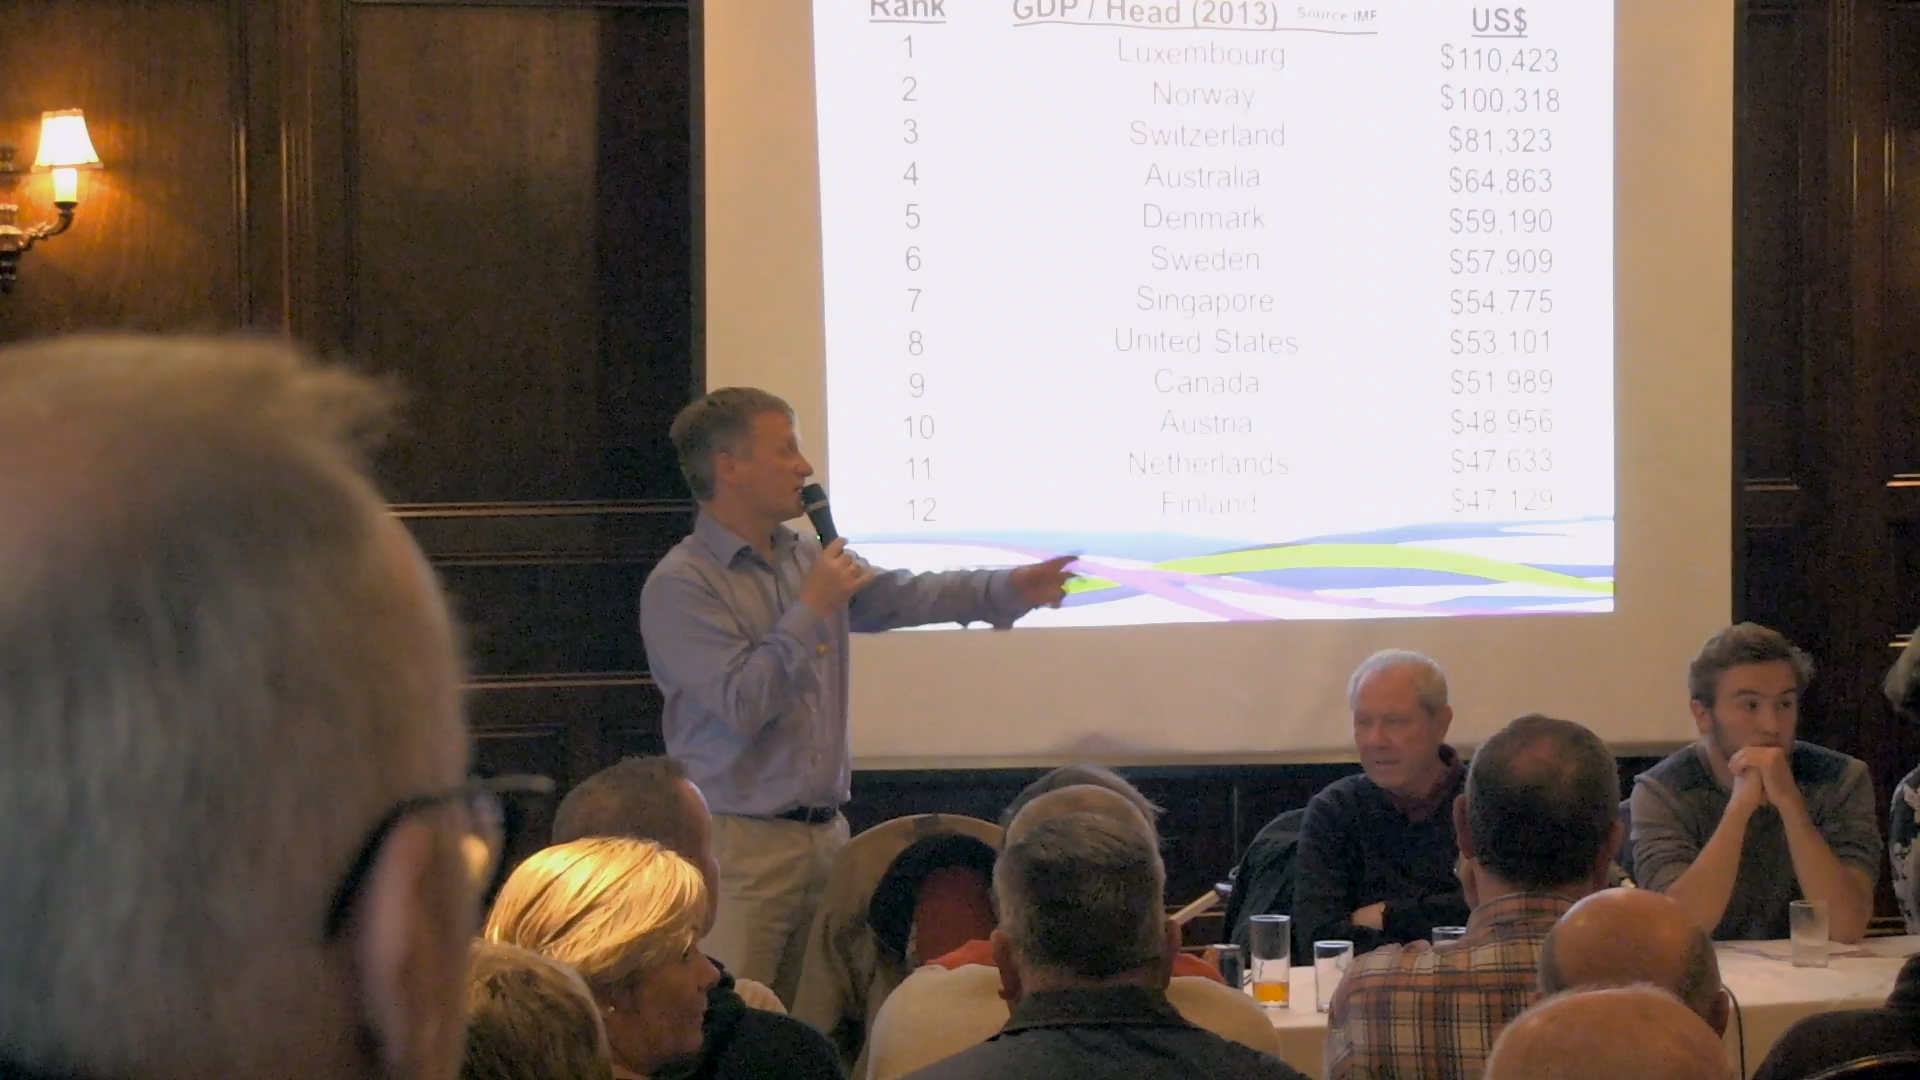 Rank GDP / Head (2013) Source IMF US$
1 Luxembourg $110,423
2 Norway $100,318
3 Switzerland $81,323
4 Australia $64,863
5 Denmark $59,190
6 Sweden $57,909
7 Singapore $54,775
8 United States $53,101
9 Canada $51,989
10 Austria $48,956
11 Netherlands $47,633
12 Finland $47,129